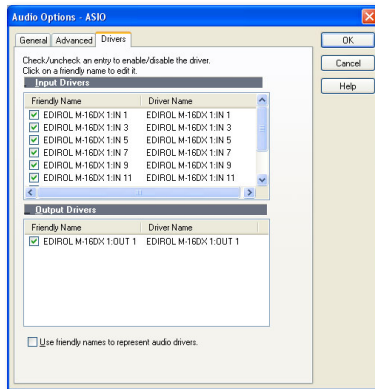 Audio Options - ASIO
General Advanced Drivers
OK
Cancel
Help
Check/uncheck an entry to enable/disable the driver.
Click on a friendly name to edit it.
Input Drivers
Friendly Name Driver Name
EDIROL M-16DX 1:IN 1 EDIROL M-16DX 1:IN 1
EDIROL M-16DX 1:IN 3 EDIROL M-16DX 1:IN 3
EDIROL M-16DX 1:IN 5 EDIROL M-16DX 1:IN 5
EDIROL M-16DX 1:IN 7 EDIROL M-16DX 1:IN 7
EDIROL M-16DX 1:IN 9 EDIROL M-16DX 1:IN 9
EDIROL M-16DX 1:IN 11 EDIROL M-16DX 1:IN 11
Output Drivers
Friendly Name Driver Name
EDIROL M-16DX 1:OUT 1 EDIROL M-16DX 1:OUT 1
Use friendly names to represent audio drivers.